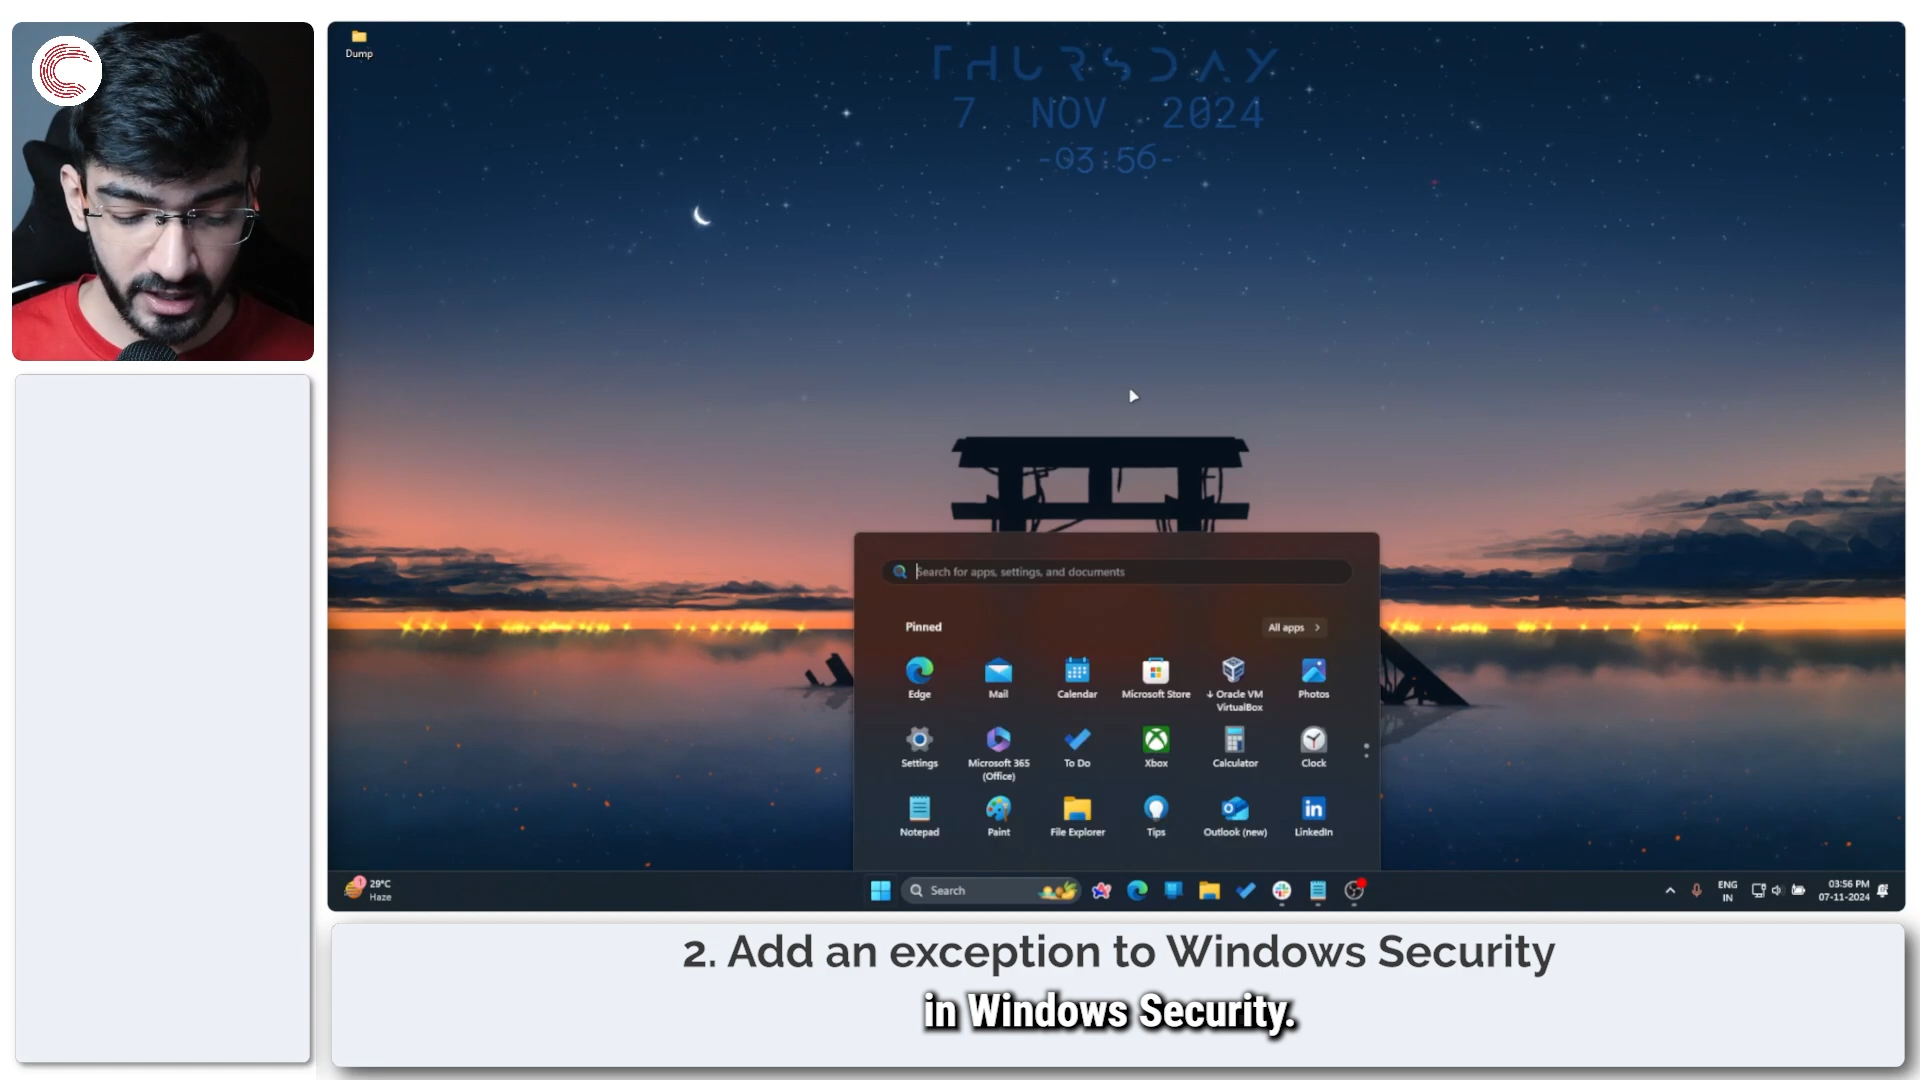 Dump
THURSDAY
7 NOV 2024
-03:56-
Search for apps, settings, and documents
Pinned
All apps
Edge
Mail
Calendar
Microsoft Store
Oracle VM
VirtualBox
Photos
Settings
Microsoft 365
(Office)
To Do
Xbox
Calculator
Clock
Notepad
Paint
File Explorer
Tips
Outlook (new)
LinkedIn
1
29°C
Haze
Search
ENG
IN
03:56 PM
07-11-2024
2. Add an exception to Windows Security
in Windows Security.